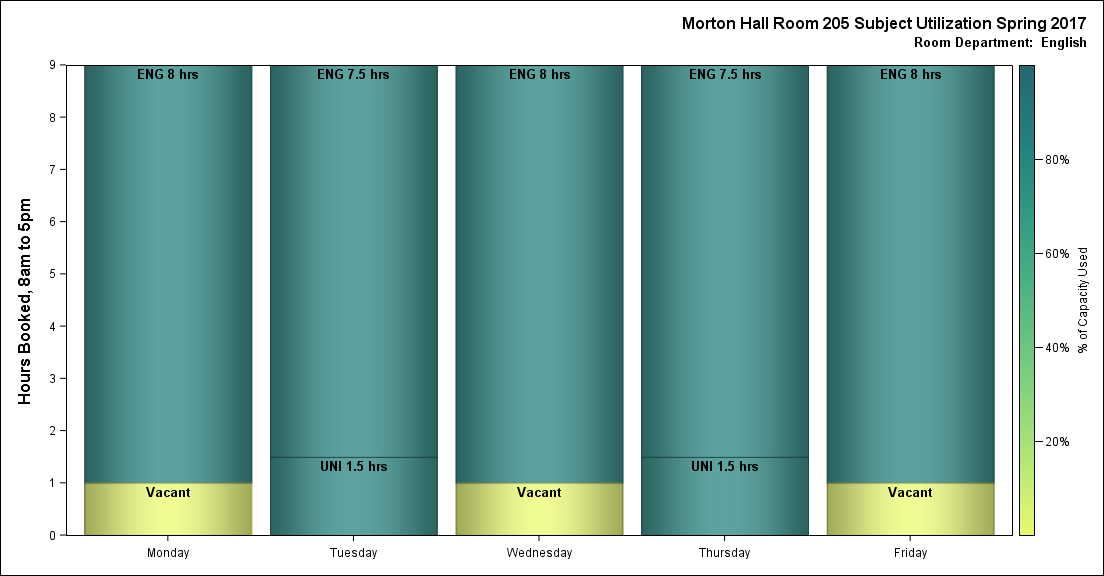 Morton Hall Room 205 Subject Utilization Spring 2017
Room Department:  English
Hours Booked, 8am to 5pm
9
8
7
6
5
4
3
2
1
0
ENG 8 hrs
ENG 7.5 hrs
ENG 8 hrs
ENG 7.5 hrs
ENG 8 hrs
UNI 1.5 hrs
UNI 1.5 hrs
Vacant
Vacant
Vacant
Monday
Tuesday
Wednesday
Thursday
Friday
80%
60%
40%
20%
% of Capacity Used